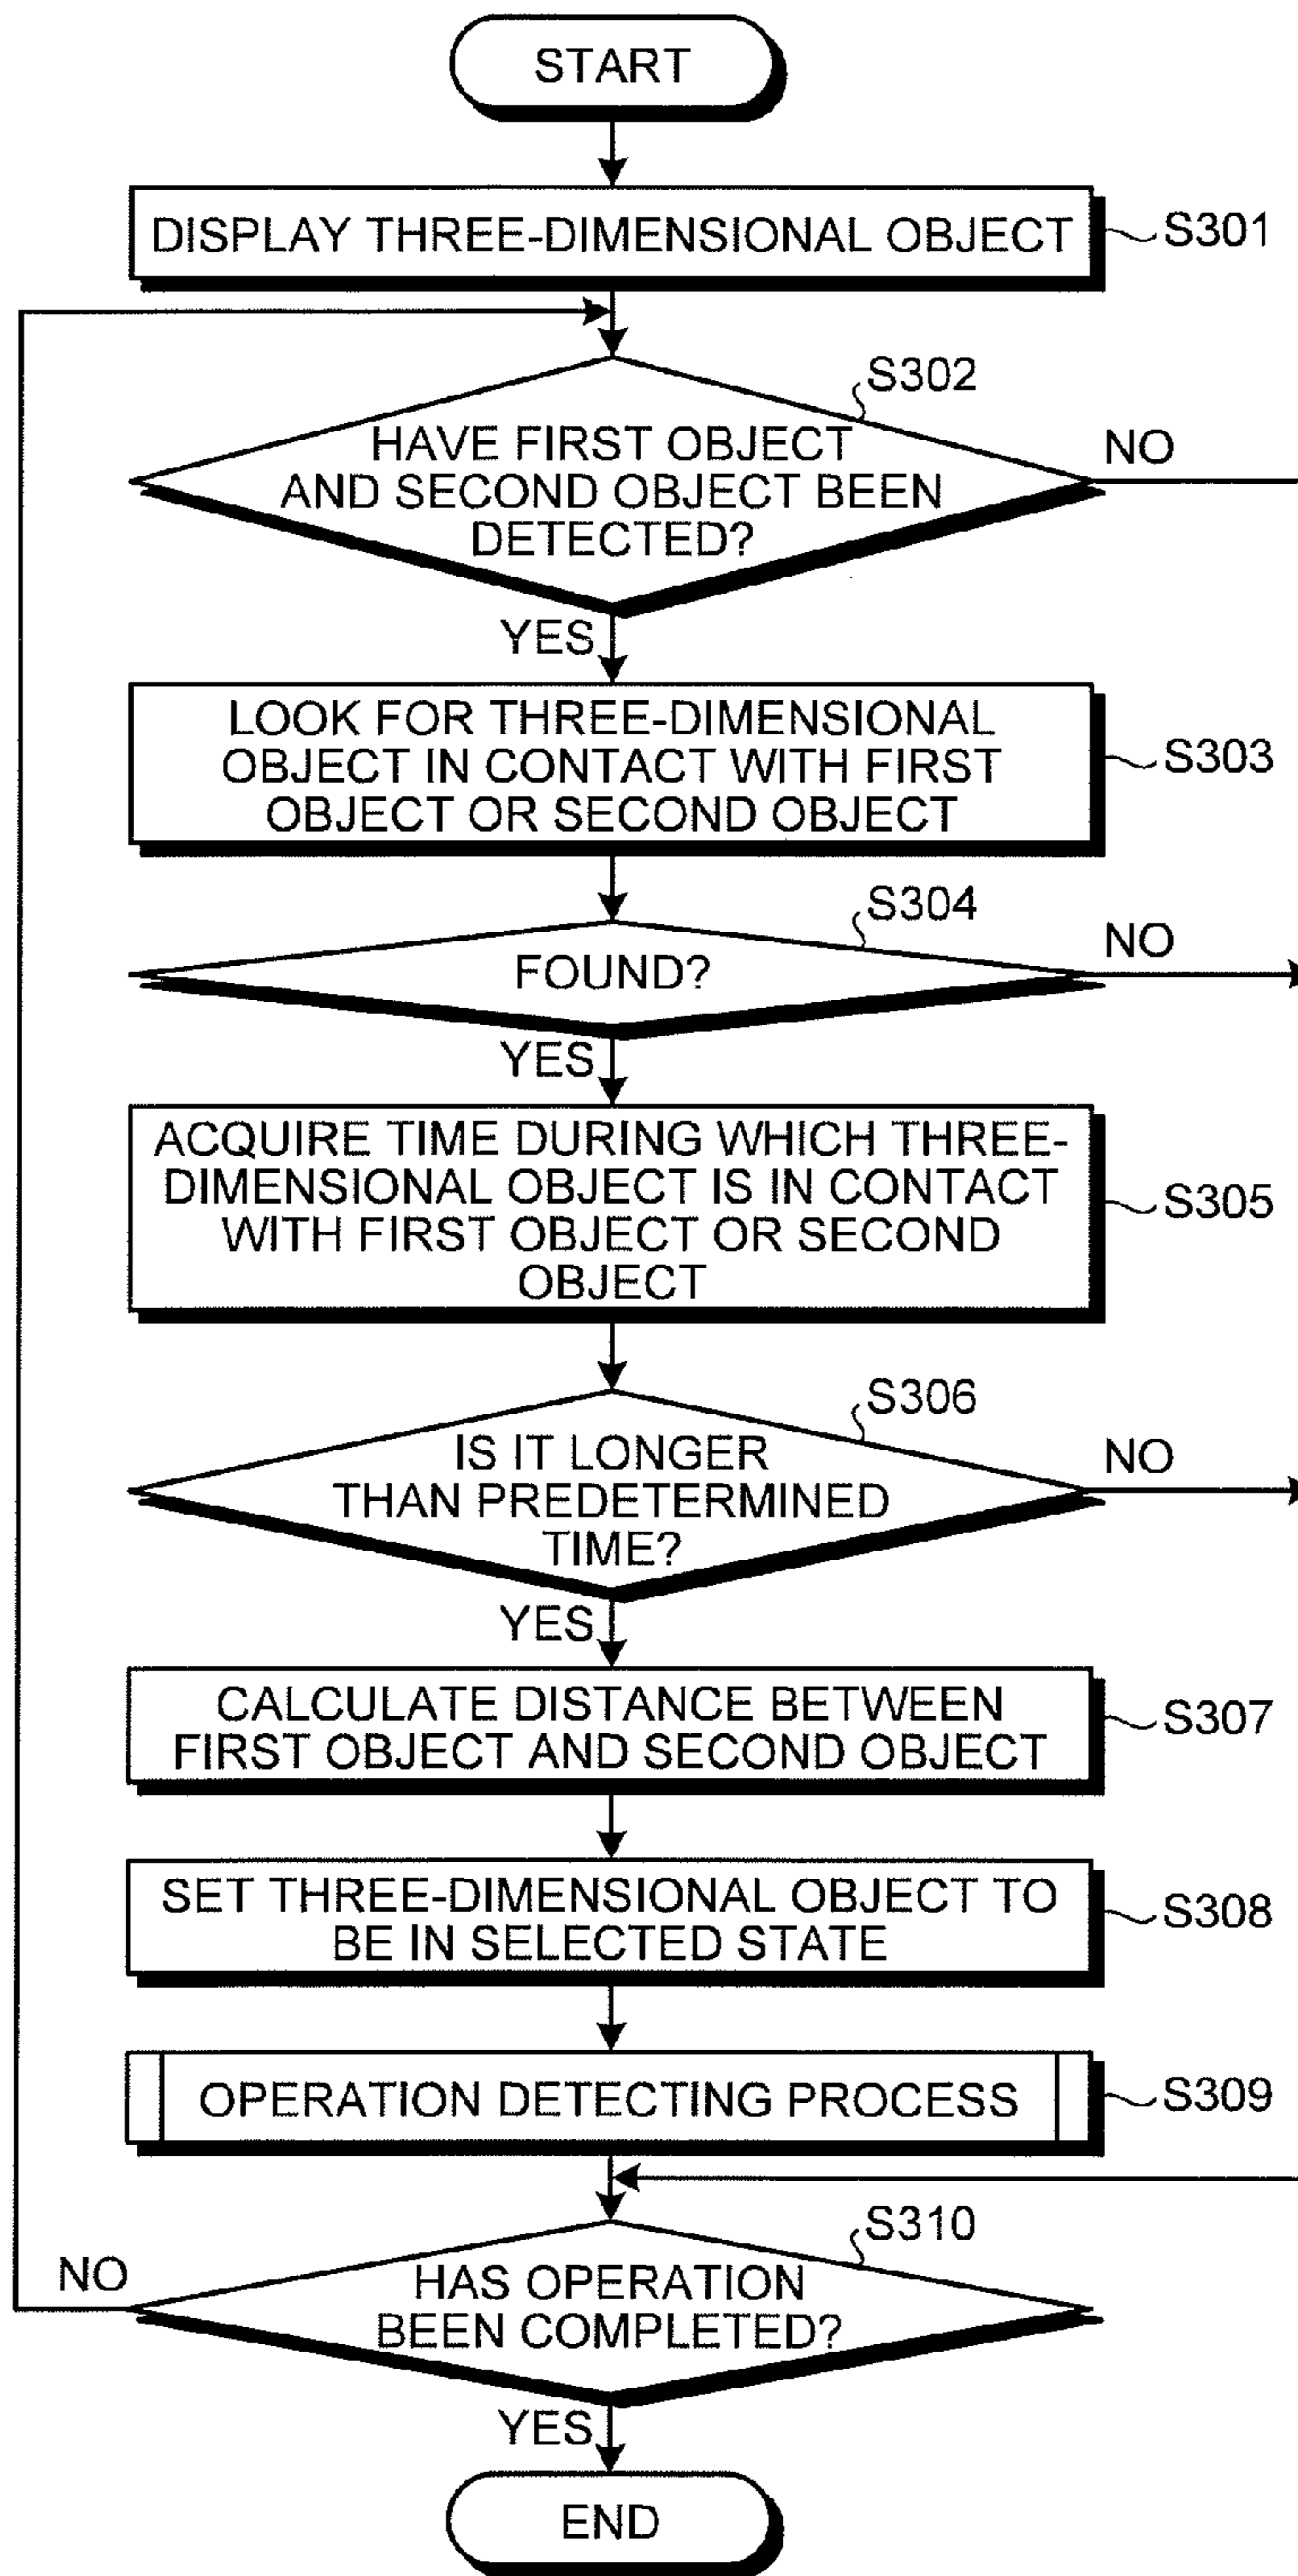 START
DISPLAY THREE-DIMENSIONAL OBJECT
S301
S302
HAVE FIRST OBJECT
AND SECOND OBJECT BEEN
DETECTED?
NO
YES
LOOK FOR THREE-DIMENSIONAL
OBJECT IN CONTACT WITH FIRST
OBJECT OR SECOND OBJECT
S303
S304
FOUND?
NO
YES
ACQUIRE TIME DURING WHICH THREE-
DIMENSIONAL OBJECT IS IN CONTACT
WITH FIRST OBJECT OR SECOND
OBJECT
S305
S306
IS IT LONGER
THAN PREDETERMINED
TIME?
NO
YES
CALCULATE DISTANCE BETWEEN
FIRST OBJECT AND SECOND OBJECT
S307
SET THREE-DIMENSIONAL OBJECT TO
BE IN SELECTED STATE
S308
OPERATION DETECTING PROCESS
S309
S310
HAS OPERATION
BEEN COMPLETED?
NO
YES
END